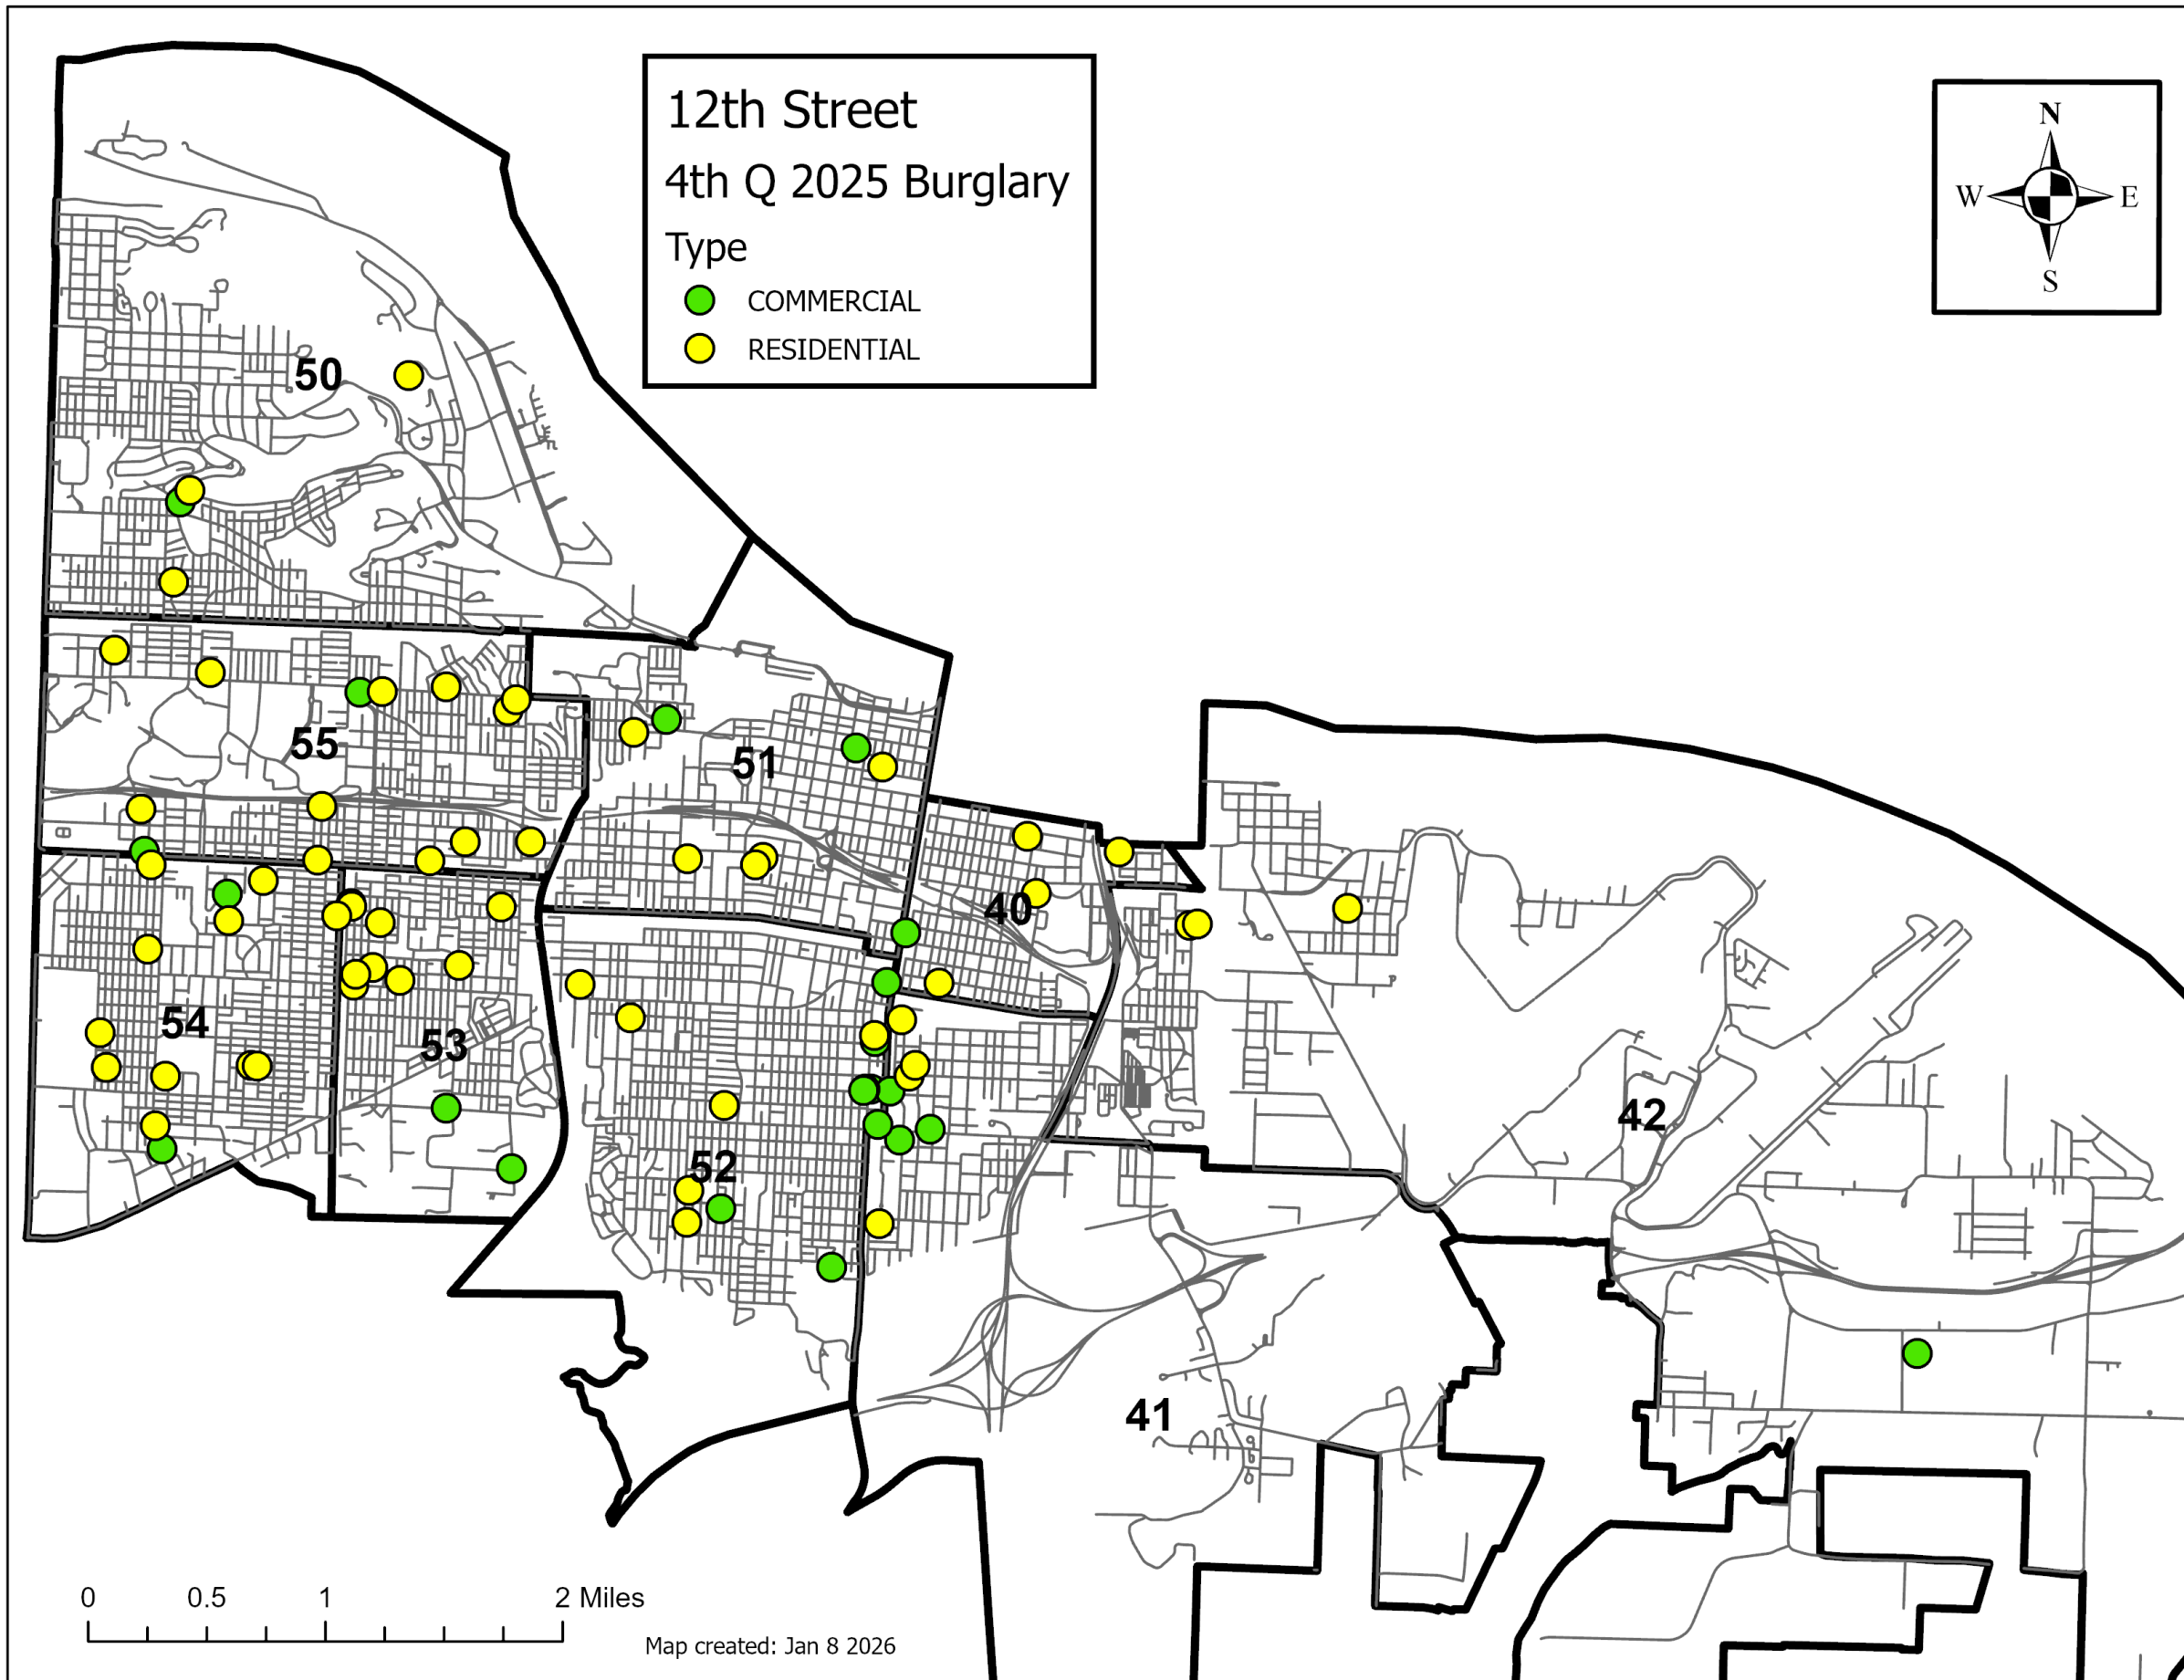 12th Street
4th Q 2025 Burglary
Type
COMMERCIAL
RESIDENTIAL
N
W E
S
50
55
51
40
54
53
52
42
41
0 0.5 1 2 Miles
Map created: Jan 8 2026